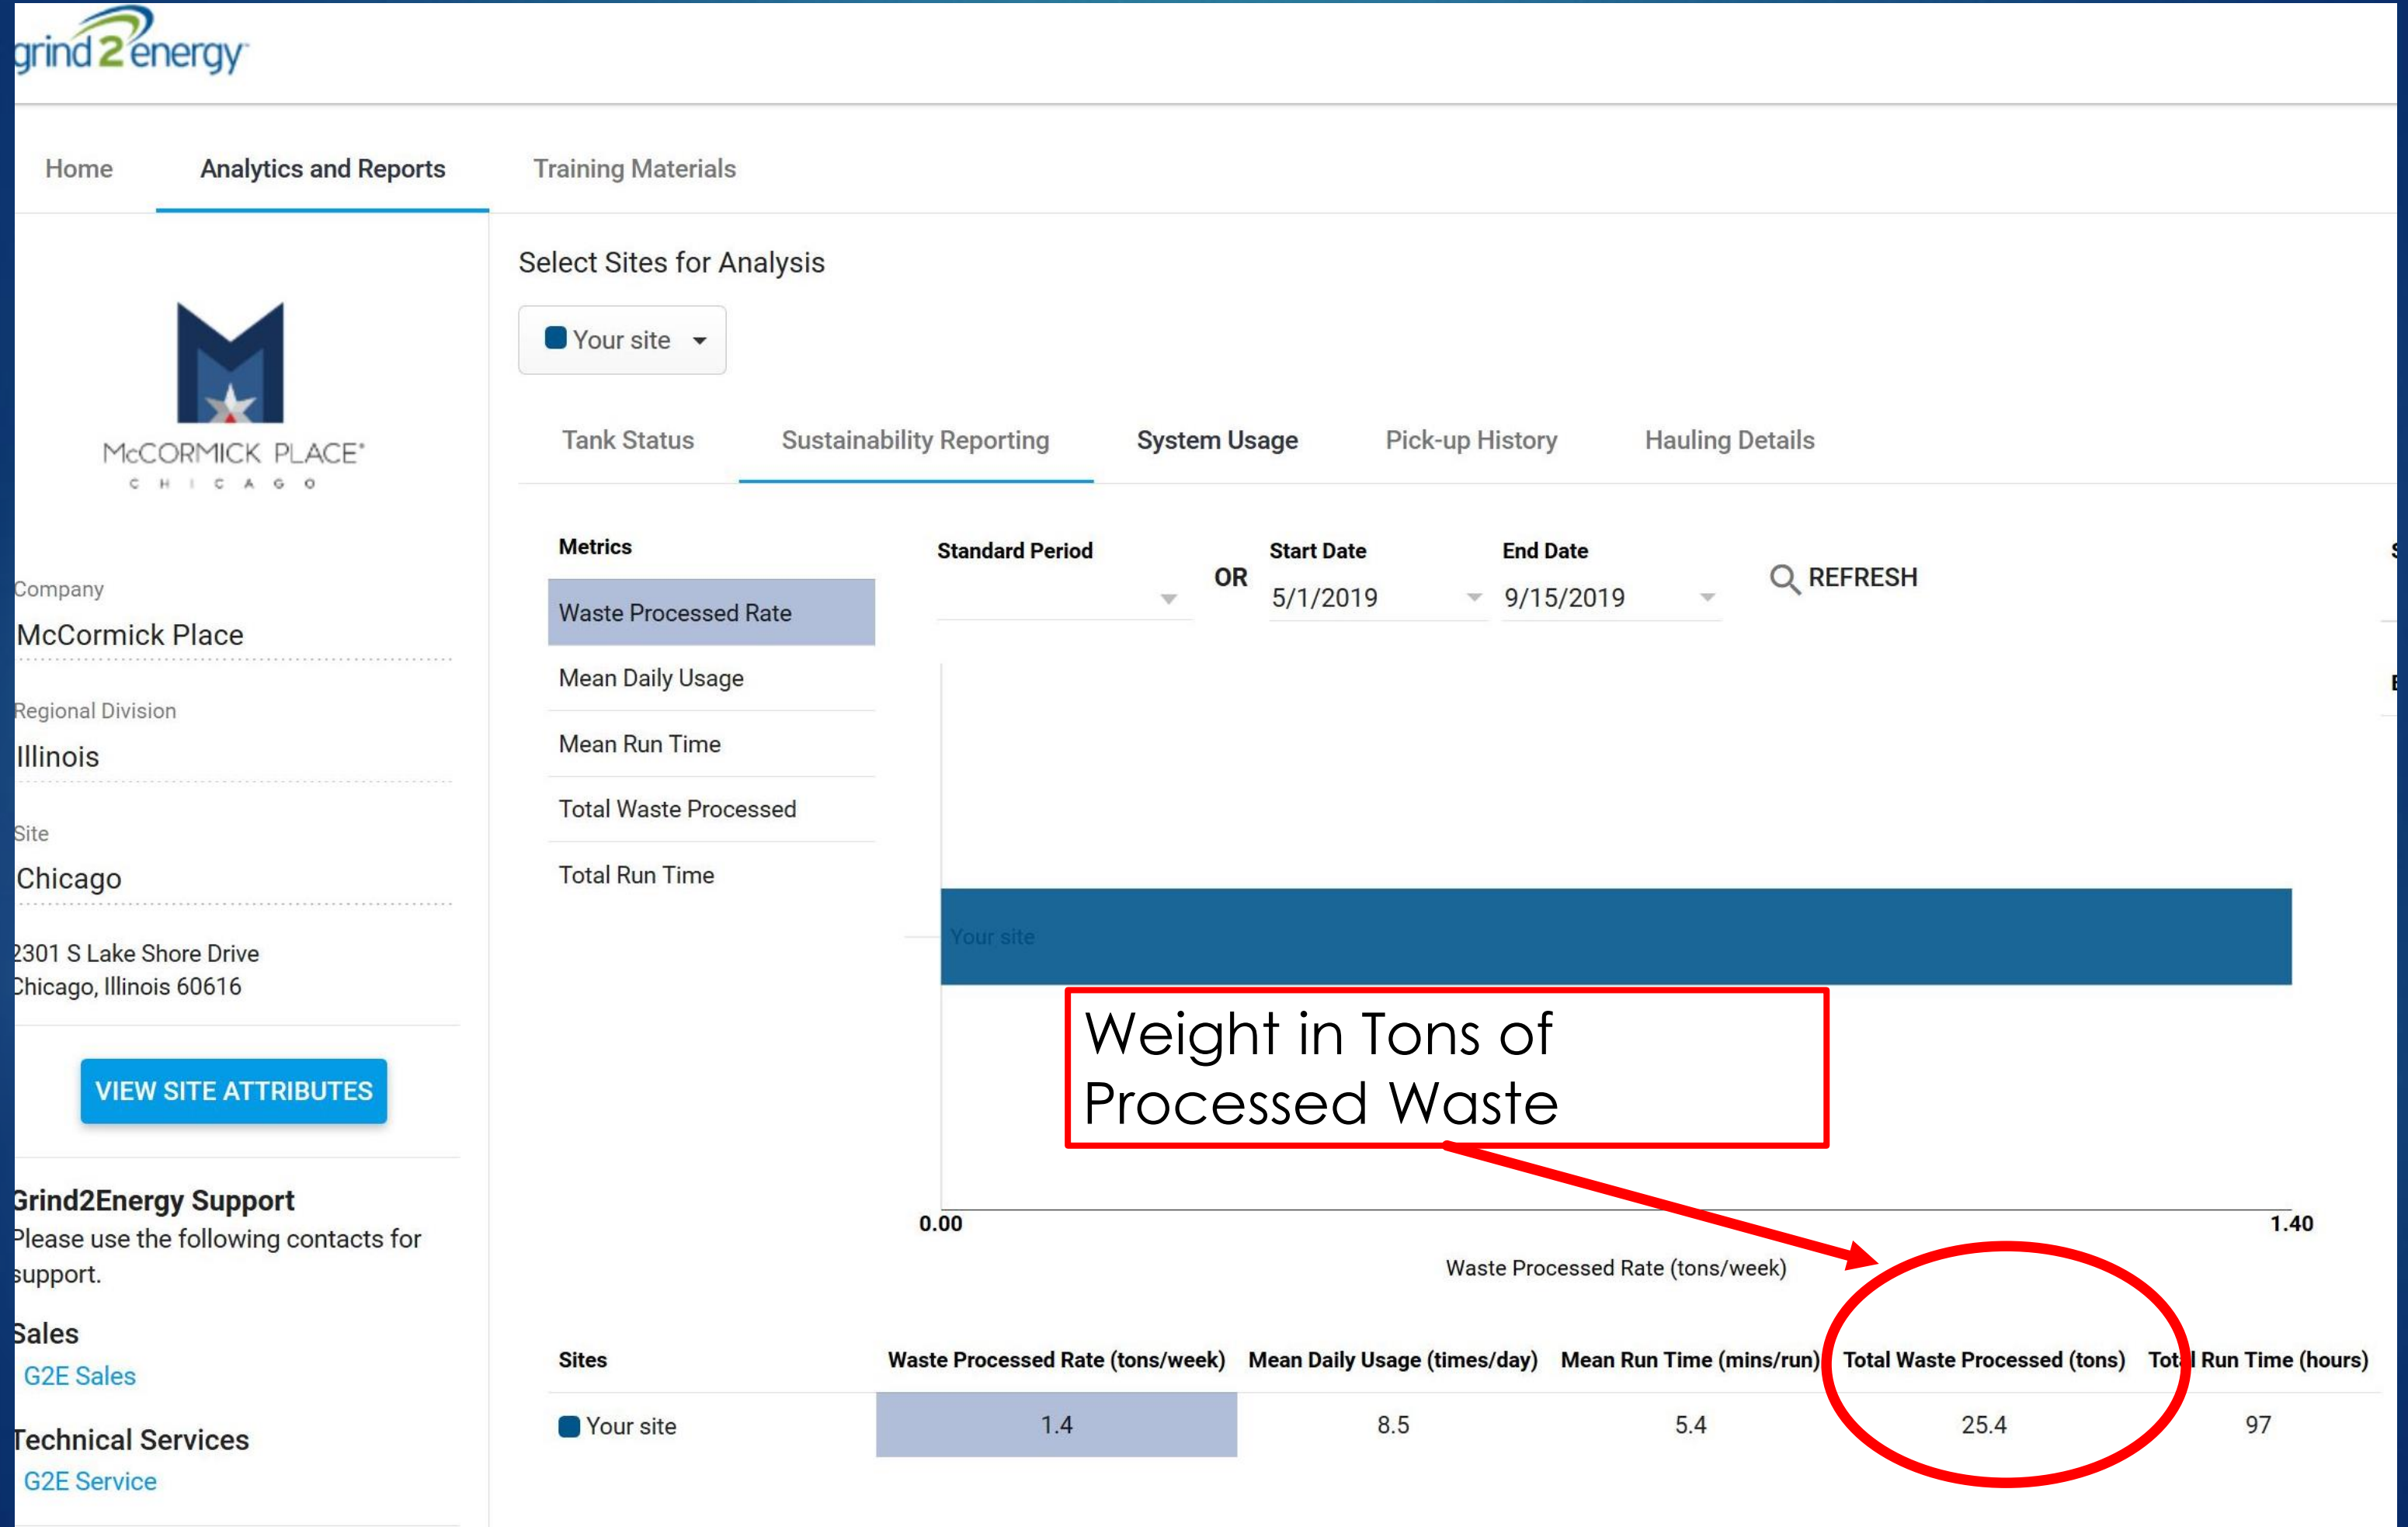 grind2energy
Home Analytics and Reports Training Materials
Select Sites for Analysis
Your site
McCORMICK PLACE
CHICAGO
Tank Status Sustainability Reporting System Usage Pick-up History Hauling Details
Company
McCormick Place
Regional Division
Illinois
Site
Chicago
2301 S Lake Shore Drive
Chicago, Illinois 60616
VIEW SITE ATTRIBUTES
Grind2Energy Support
Please use the following contacts for
support.
Sales
G2E Sales
Technical Services
G2E Service
Metrics
Waste Processed Rate
Mean Daily Usage
Mean Run Time
Total Waste Processed
Total Run Time
Standard Period OR Start Date End Date
5/1/2019 9/15/2019 REFRESH
Your site
Weight in Tons of
Processed Waste
0.00 1.40
Waste Processed Rate (tons/week)
Sites Waste Processed Rate (tons/week) Mean Daily Usage (times/day) Mean Run Time (mins/run) Total Waste Processed (tons) Total Run Time (hours)
Your site 1.4 8.5 5.4 25.4 97